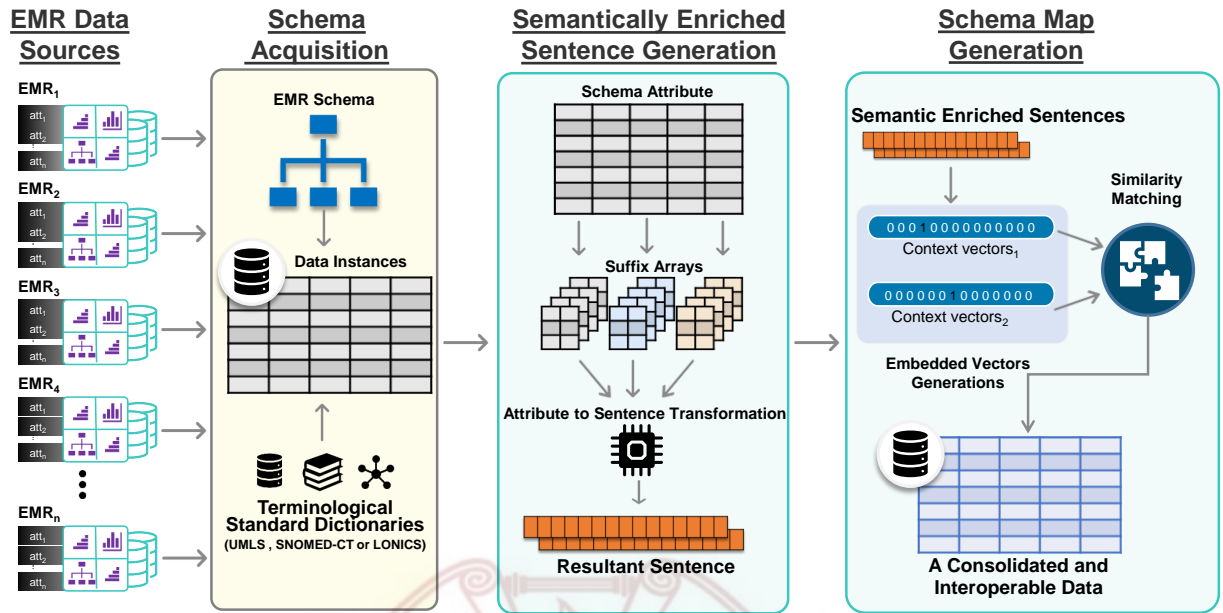 EMR Data
Sources
EMR1
att1
att2
⋮
attn
EMR2
att1
att2
⋮
attn
EMR3
att1
att2
⋮
attn
EMR4
att1
att2
⋮
attn
EMRn
att1
att2
⋮
attn
Schema
Acquisition
EMR Schema
Data Instances
Terminological
Standard Dictionaries
(UMLS , SNOMED-CT or LONICS)
Semantically Enriched
Sentence Generation
Schema Attribute
Suffix Arrays
Attribute to Sentence Transformation
Resultant Sentence
Schema Map
Generation
Semantic Enriched Sentences
Similarity
Matching
0 0 0 1 0 0 0 0 0 0 0 0 0 0
Context vectors1
0 0 0 0 0 0 1 0 0 0 0 0 0 0
Context vectors2
Embedded Vectors
Generations
A Consolidated and
Interoperable Data